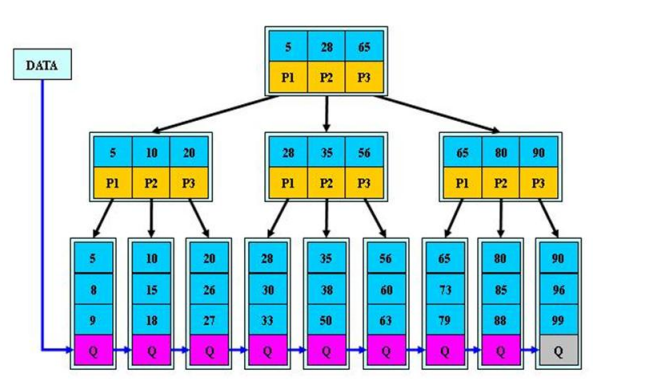 5 28 65
DATA
P1 P2 P3
5 10 20 28 35 56 65 80 90
P1 P2 P3 P1 P2 P3 P1 P2 P3
5 10 20 28 35 56 65 80 90
8 15 26 30 38 60 73 85 96
9 18 27 33 50 63 79 88 99
Q Q Q Q Q Q Q Q Q